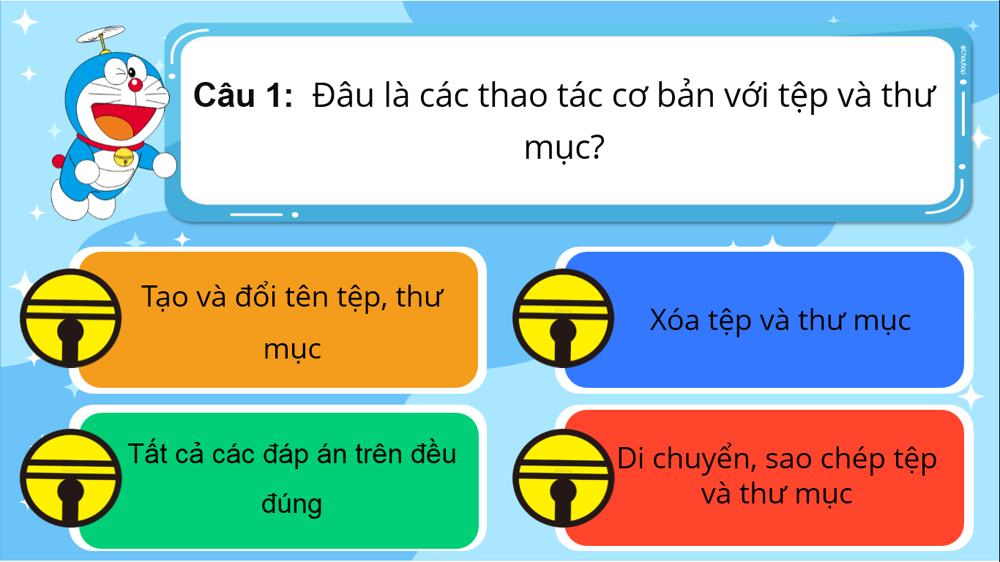 Câu 1: Đâu là các thao tác cơ bản với tệp và thư
mục?
Tạo và đổi tên tệp, thư
mục
Xóa tệp và thư mục
Tất cả các đáp án trên đều
đúng
Di chuyển, sao chép tệp
và thư mục